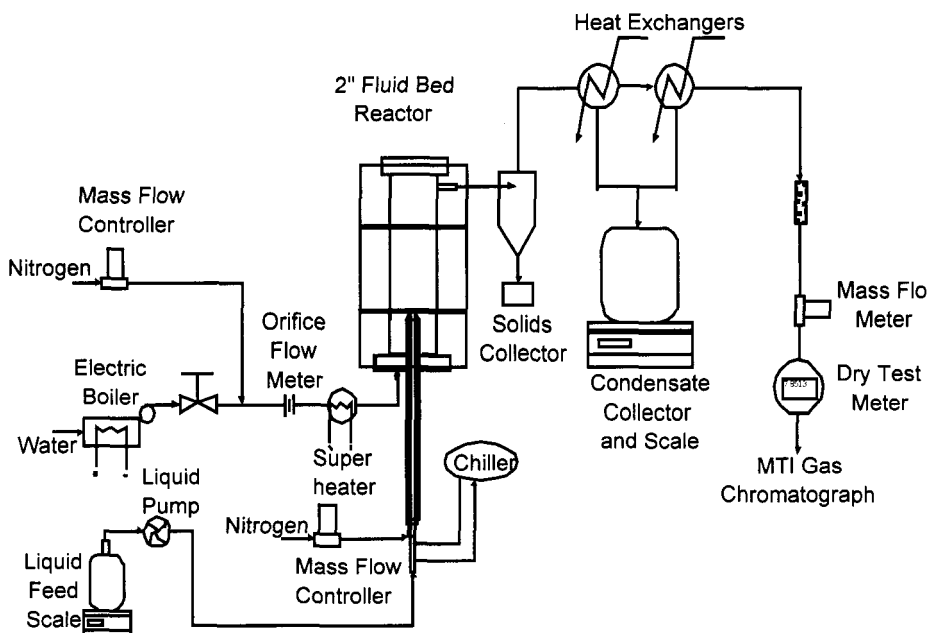 Heat Exchangers
2" Fluid Bed
Reactor
Mass Flow
Controller
Nitrogen
Orifice
Flow
Meter
Electric
Boiler
Water
Super
heater
Solids
Collector
Condensate
Collector
and Scale
Mass Flo
Meter
Dry Test
Meter
MTI Gas
Chromatograph
Chiller
Liquid
Pump
Nitrogen
Mass Flow
Controller
Liquid
Feed
Scale